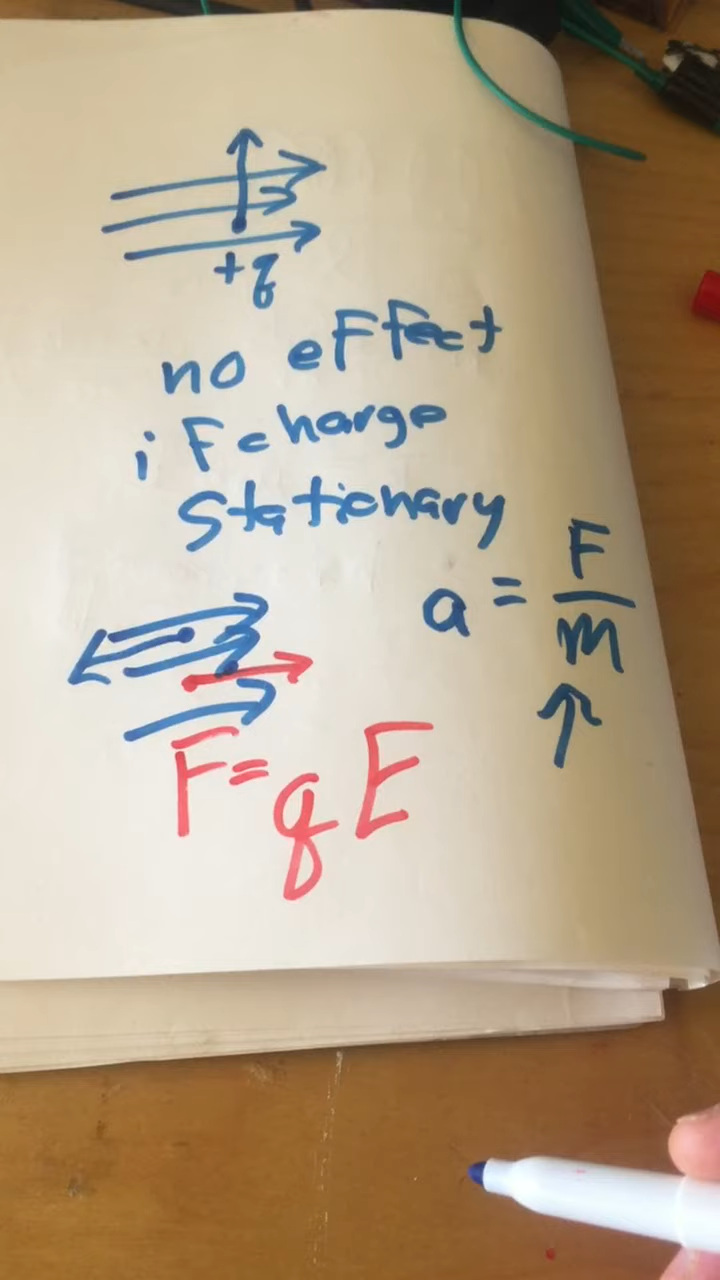 +q
no effect
if charge
stationary
a = F/m
F = qE